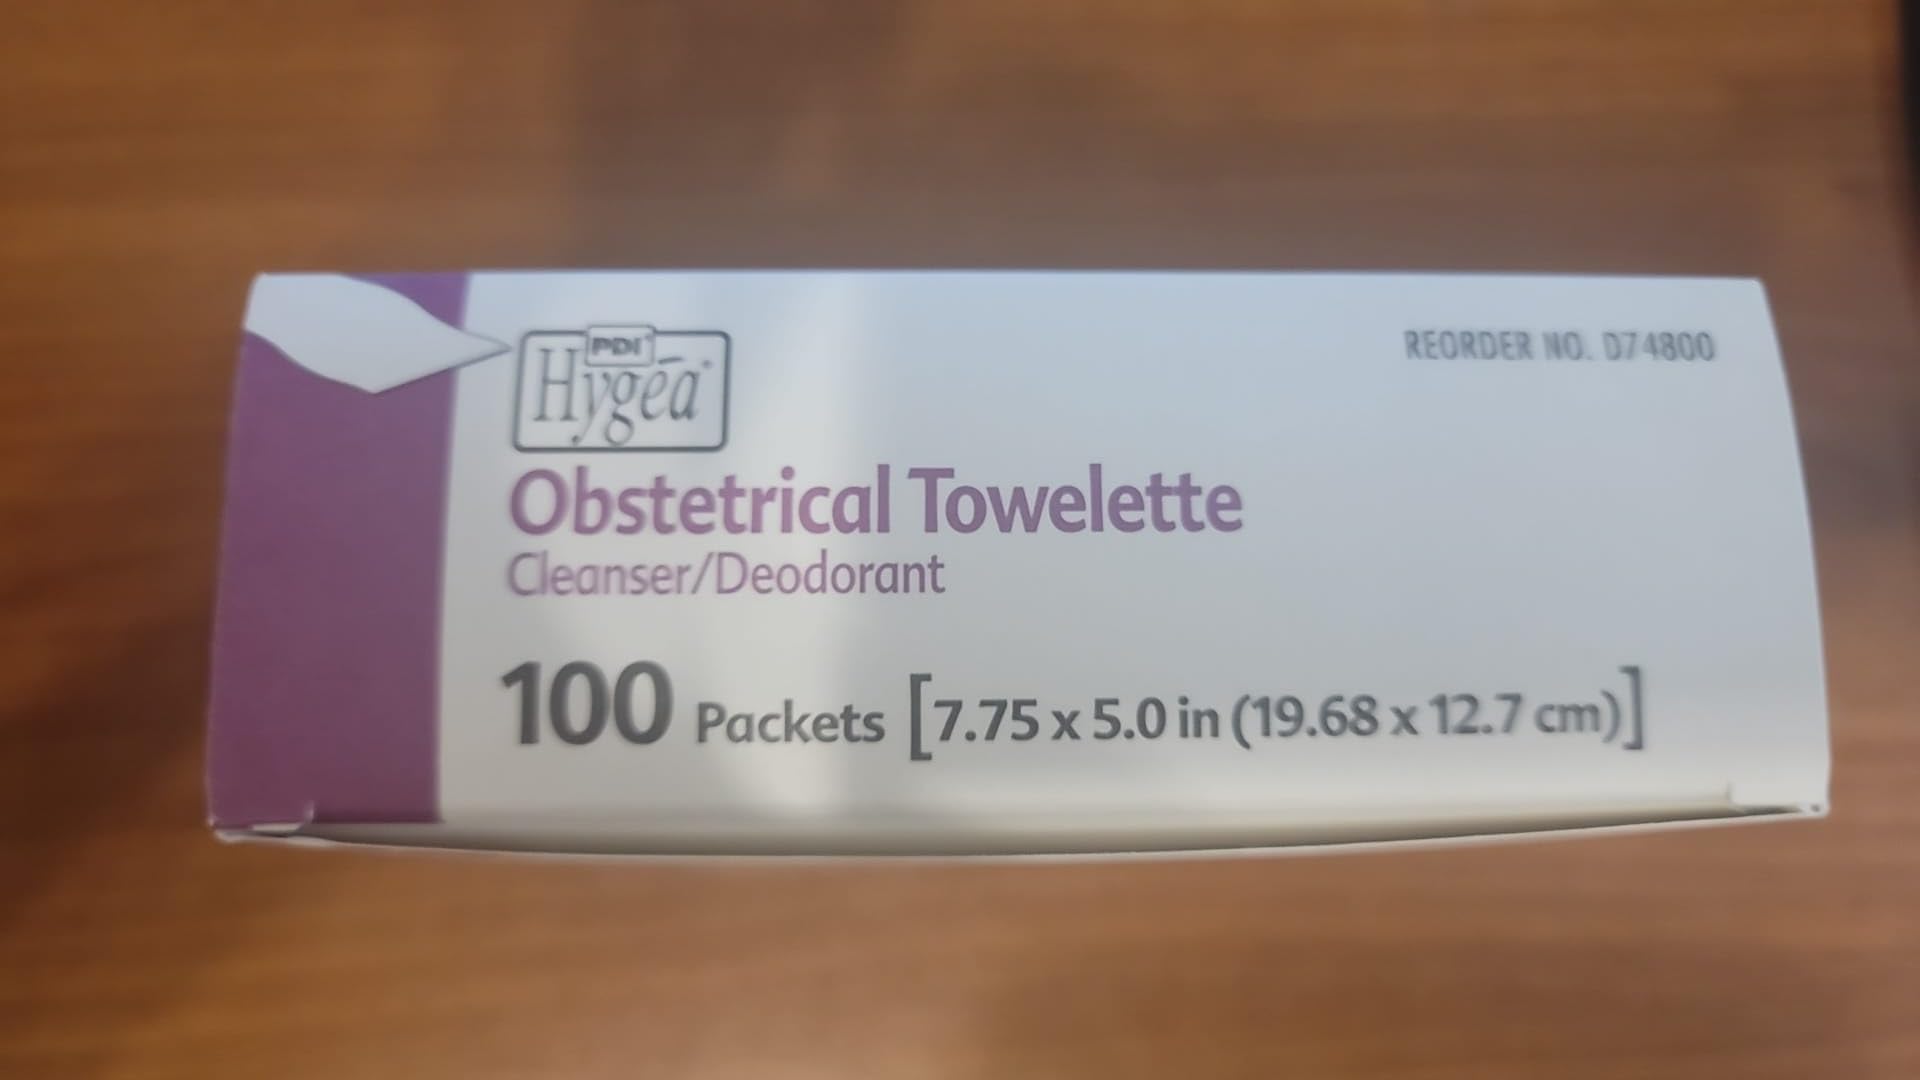 PDI®
Hygea®
REORDER NO. D74800
Obstetrical Towelette
Cleanser/Deodorant
100 Packets [7.75 x 5.0 in (19.68 x 12.7 cm)]